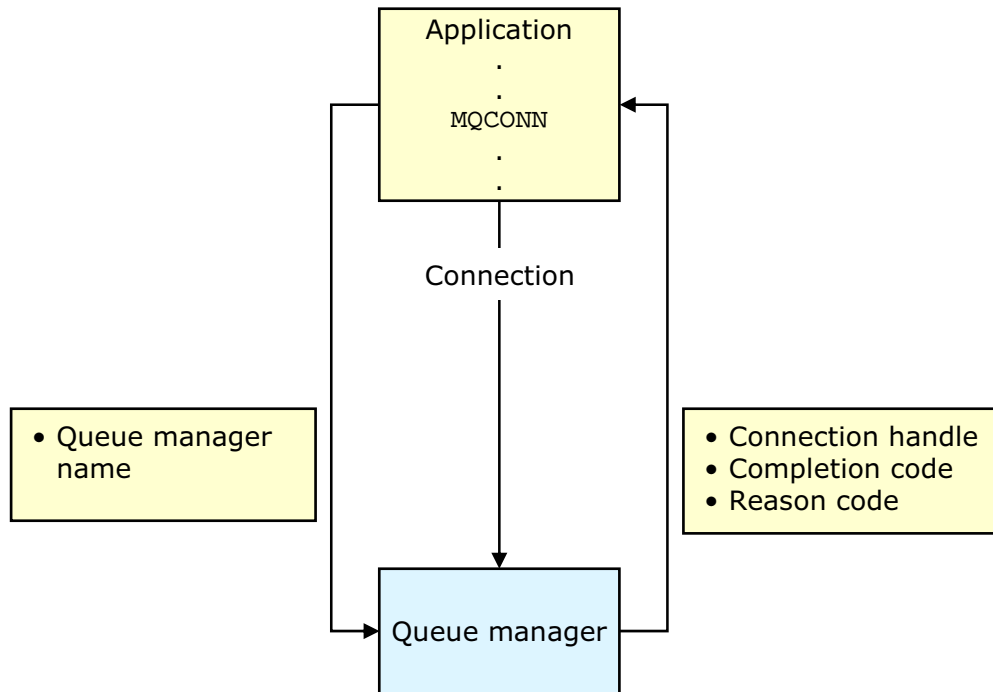 Application
.
.
MQCONN
.
.
Connection
• Queue manager
name
• Connection handle
• Completion code
• Reason code
Queue manager